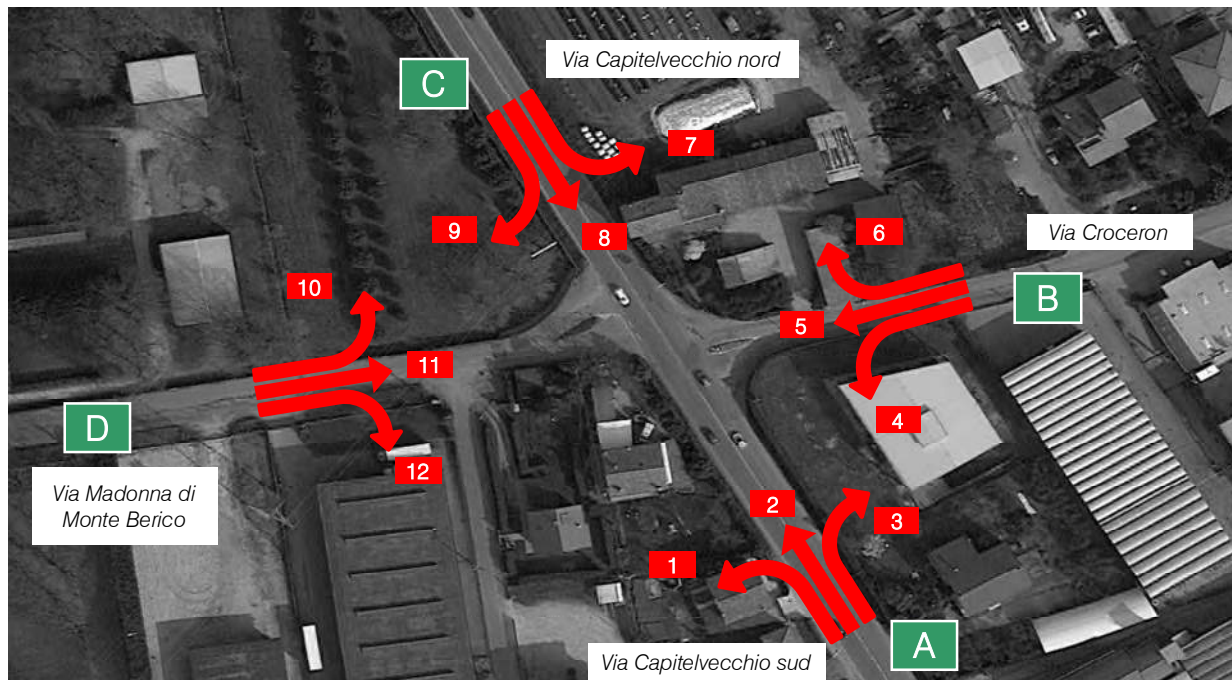 Via Capitelvecchio nord
C
7
9
8
6
Via Croceron
10
B
5
11
D
4
12
Via Madonna di
Monte Berico
2
3
1
A
Via Capitelvecchio sud